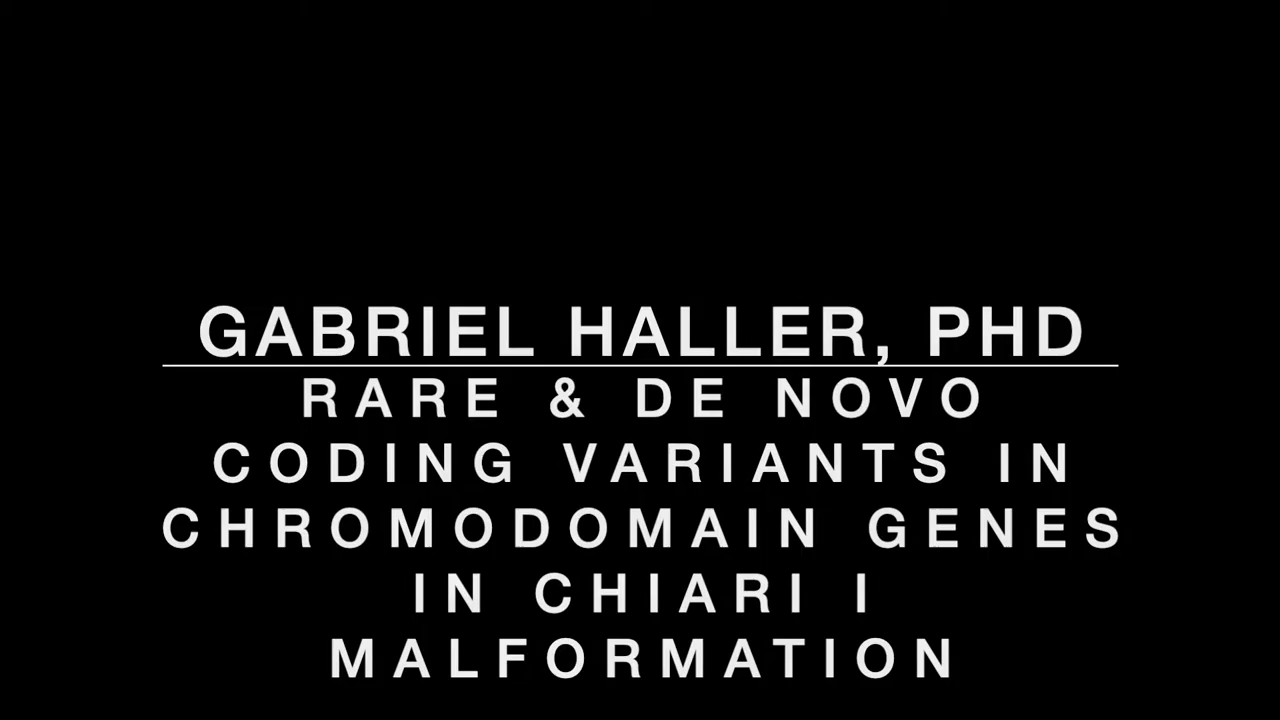 GABRIEL HALLER, PHD
RARE & DE NOVO
CODING VARIANTS IN
CHROMODOMAIN GENES
IN CHIARI I
MALFORMATION